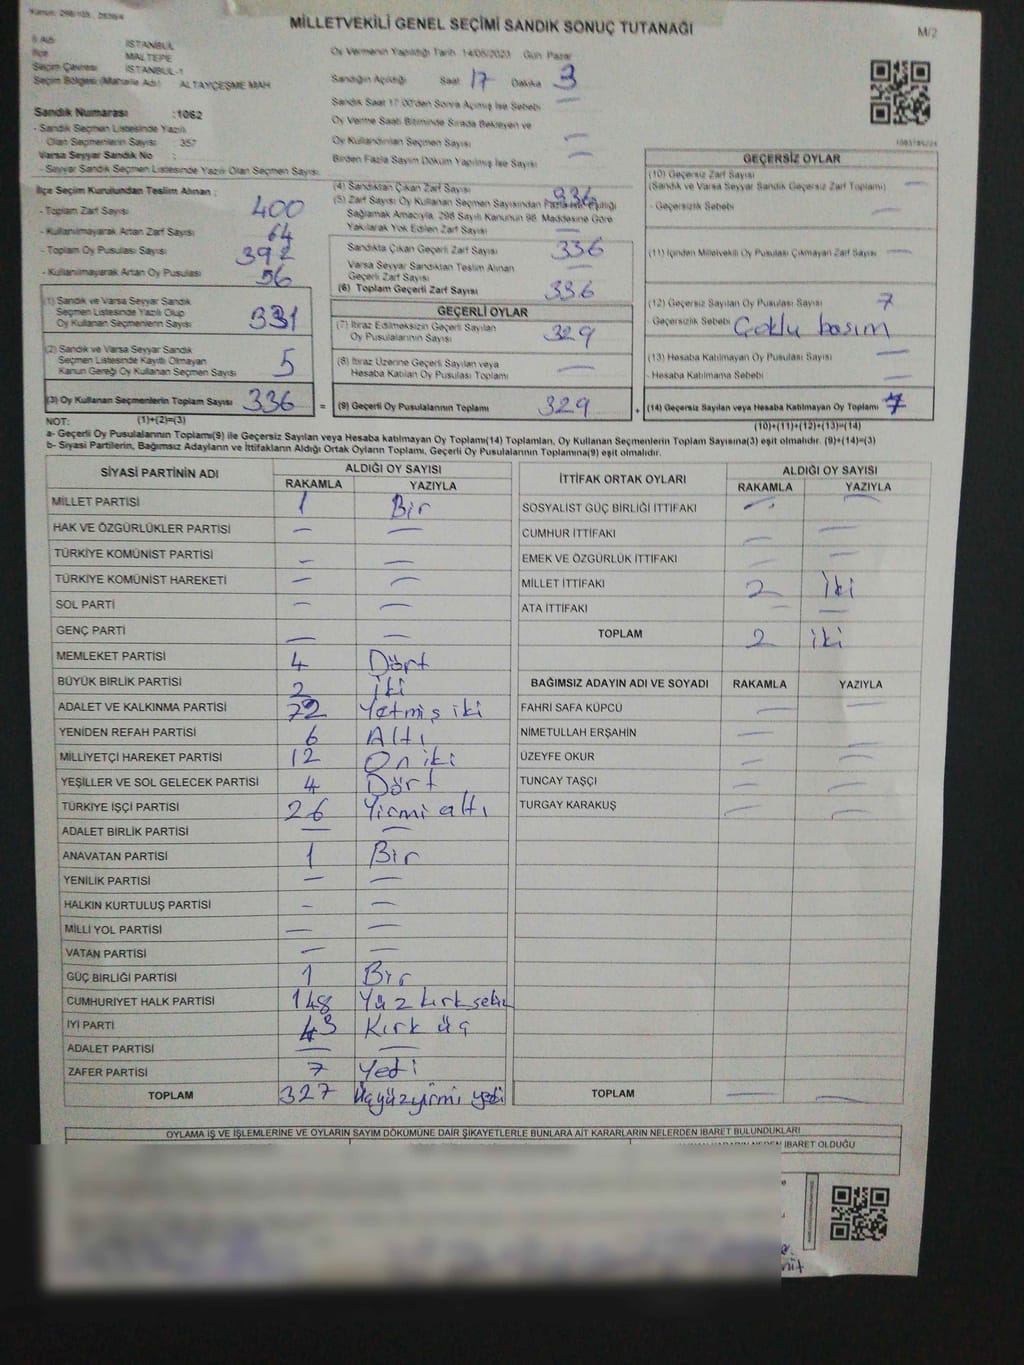 MİLLETVEKİLİ GENEL SEÇİMİ SANDIK SONUÇ TUTANAĞI
M/2
İl Adı : İSTANBUL
İlçe : MALTEPE
Seçim Çevresi : İSTANBUL-1
Seçim Bölgesi (Mahalle Adı) : ALTAYÇEŞME MAH
Sandık Numarası :1062
- Sandık Seçmen Listesinde Yazılı
Olan Seçmenlerin Sayısı : 357
Varsa Seyyar Sandık No :
- Seyyar Sandık Seçmen Listesinde Yazılı Olan Seçmen Sayısı:
Oy Vermenin Yapıldığı Tarih: 14/05/2023 Gün: Pazar
Sandığın Açıldığı Saat 17 Dakika 3
Sandık Saat 17:00'den Sonra Açılmış İse Sebebi —
Oy Verme Saati Bitiminde Sırada Bekleyen ve
Oy Kullandırılan Seçmen Sayısı —
Birden Fazla Sayım Döküm Yapılmış İse Sayısı —
İlçe Seçim Kurulundan Teslim Alınan ;
- Toplam Zarf Sayısı 400
- Kullanılmayarak Artan Zarf Sayısı 64
- Toplam Oy Pusulası Sayısı 392
- Kullanılmayarak Artan Oy Pusulası 56
(1) Sandık ve Varsa Seyyar Sandık
Seçmen Listesinde Yazılı Olup
Oy Kullanan Seçmenlerin Sayısı 331
(2) Sandık ve Varsa Seyyar Sandık
Seçmen Listesinde Kayıtlı Olmayan
Kanun Gereği Oy Kullanan Seçmen Sayısı 5
(3) Oy Kullanan Seçmenlerin Toplam Sayısı 336 =
(4) Sandıktan Çıkan Zarf Sayısı 336
(5) Zarf Sayısı Oy Kullanan Seçmen Sayısından Fazla ise Eşitliği
Sağlamak Amacıyla, 298 Sayılı Kanunun 98. Maddesine Göre
Yakılarak Yok Edilen Zarf Sayısı —
Sandıkta Çıkan Geçerli Zarf Sayısı 336
Varsa Seyyar Sandıktan Teslim Alınan
Geçerli Zarf Sayısı —
(6) Toplam Geçerli Zarf Sayısı 336
GEÇERLİ OYLAR
(7) İtiraz Edilmeksizin Geçerli Sayılan
Oy Pusulalarının Sayısı 329
(8) İtiraz Üzerine Geçerli Sayılan veya
Hesaba Katılan Oy Pusulası Toplamı —
(9) Geçerli Oy Pusulalarının Toplamı 329 +
GEÇERSİZ OYLAR
(10) Geçersiz Zarf Sayısı
(Sandık ve Varsa Seyyar Sandık Geçersiz Zarf Toplamı) —
- Geçersizlik Sebebi —
(11) İçinden Milletvekili Oy Pusulası Çıkmayan Zarf Sayısı —
(12) Geçersiz Sayılan Oy Pusulası Sayısı 7
- Geçersizlik Sebebi Çoklu basım
(13) Hesaba Katılmayan Oy Pusulası Sayısı —
- Hesaba Katılmama Sebebi —
(14) Geçersiz Sayılan veya Hesaba Katılmayan Oy Toplamı 7
NOT: (1)+(2)=(3)
(10)+(11)+(12)+(13)=(14)
a- Geçerli Oy Pusulalarının Toplamı(9) ile Geçersiz Sayılan veya Hesaba katılmayan Oy Toplamı(14) Toplamları, Oy Kullanan Seçmenlerin Toplam Sayısına(3) eşit olmalıdır. (9)+(14)=(3)
b- Siyasi Partilerin, Bağımsız Adayların ve İttifakların Aldığı Ortak Oyların Toplamı, Geçerli Oy Pusulalarının Toplamına(9) eşit olmalıdır.
SİYASİ PARTİNİN ADI ALDIĞI OY SAYISI
RAKAMLA YAZIYLA
MİLLET PARTİSİ 1 Bir
HAK VE ÖZGÜRLÜKLER PARTİSİ — —
TÜRKİYE KOMÜNİST PARTİSİ — —
TÜRKİYE KOMÜNİST HAREKETİ — —
SOL PARTİ — —
GENÇ PARTİ — —
MEMLEKET PARTİSİ 4 Dört
BÜYÜK BİRLİK PARTİSİ 2 İki
ADALET VE KALKINMA PARTİSİ 72 Yetmiş iki
YENİDEN REFAH PARTİSİ 6 Altı
MİLLİYETÇİ HAREKET PARTİSİ 12 On iki
YEŞİLLER VE SOL GELECEK PARTİSİ 4 Dört
TÜRKİYE İŞÇİ PARTİSİ 26 Yirmi altı
ADALET BİRLİK PARTİSİ — —
ANAVATAN PARTİSİ 1 Bir
YENİLİK PARTİSİ — —
HALKIN KURTULUŞ PARTİSİ — —
MİLLİ YOL PARTİSİ — —
VATAN PARTİSİ — —
GÜÇ BİRLİĞİ PARTİSİ 1 Bir
CUMHURİYET HALK PARTİSİ 148 Yüz kırk sekiz
İYİ PARTİ 43 Kırk üç
ADALET PARTİSİ — —
ZAFER PARTİSİ 7 Yedi
TOPLAM 327 Üçyüzyirmi yedi
İTTİFAK ORTAK OYLARI ALDIĞI OY SAYISI
RAKAMLA YAZIYLA
SOSYALİST GÜÇ BİRLİĞİ İTTİFAKI — —
CUMHUR İTTİFAKI — —
EMEK VE ÖZGÜRLÜK İTTİFAKI — —
MİLLET İTTİFAKI 2 İki
ATA İTTİFAKI — —
TOPLAM 2 iki
BAĞIMSIZ ADAYIN ADI VE SOYADI RAKAMLA YAZIYLA
FAHRİ SAFA KÜPCÜ — —
NİMETULLAH ERŞAHİN — —
ÜZEYFE OKUR — —
TUNCAY TAŞÇI — —
TURGAY KARAKUŞ — —
TOPLAM — —
OYLAMA İŞ VE İŞLEMLERİNE VE OYLARIN SAYIM DÖKÜMÜNE DAİR ŞİKAYETLERLE BUNLARA AİT KARARLARIN NELERDEN İBARET BULUNDUKLARI
İBARET OLDUĞU